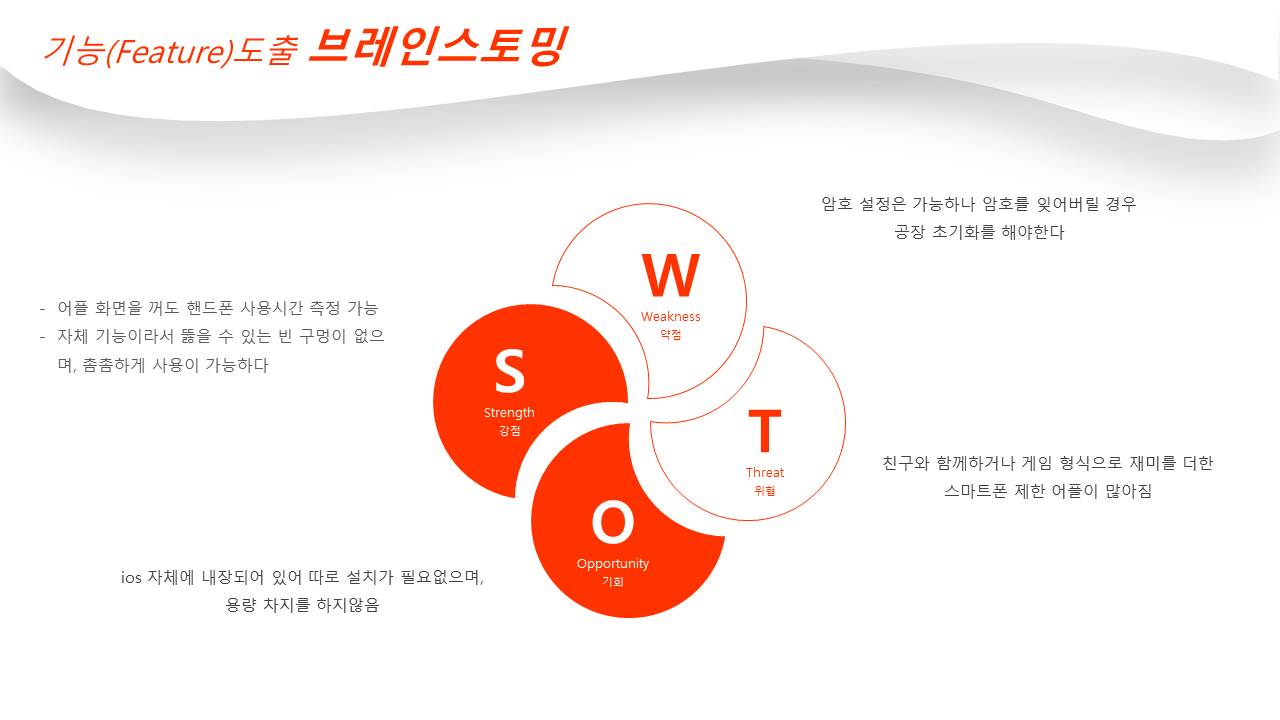 기능(Feature)도출 브레인스토밍
암호 설정은 가능하나 암호를 잊어버릴 경우
공장 초기화를 해야한다
W
Weakness
약점
- 어플 화면을 꺼도 핸드폰 사용시간 측정 가능
- 자체 기능이라서 뚫을 수 있는 빈 구멍이 없으
며, 촘촘하게 사용이 가능하다
S
Strength
강점
T
Threat
위협
친구와 함께하거나 게임 형식으로 재미를 더한
스마트폰 제한 어플이 많아짐
O
Opportunity
기회
ios 자체에 내장되어 있어 따로 설치가 필요없으며,
용량 차지를 하지않음